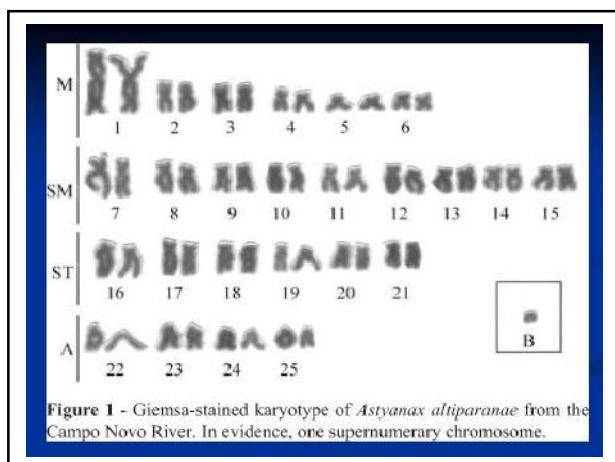 M
1 2 3 4 5 6
SM
7 8 9 10 11 12 13 14 15
ST
16 17 18 19 20 21
B
A
22 23 24 25
Figure 1 - Giemsa-stained karyotype of Astyanax altiparanae from the
Campo Novo River. In evidence, one supernumerary chromosome.